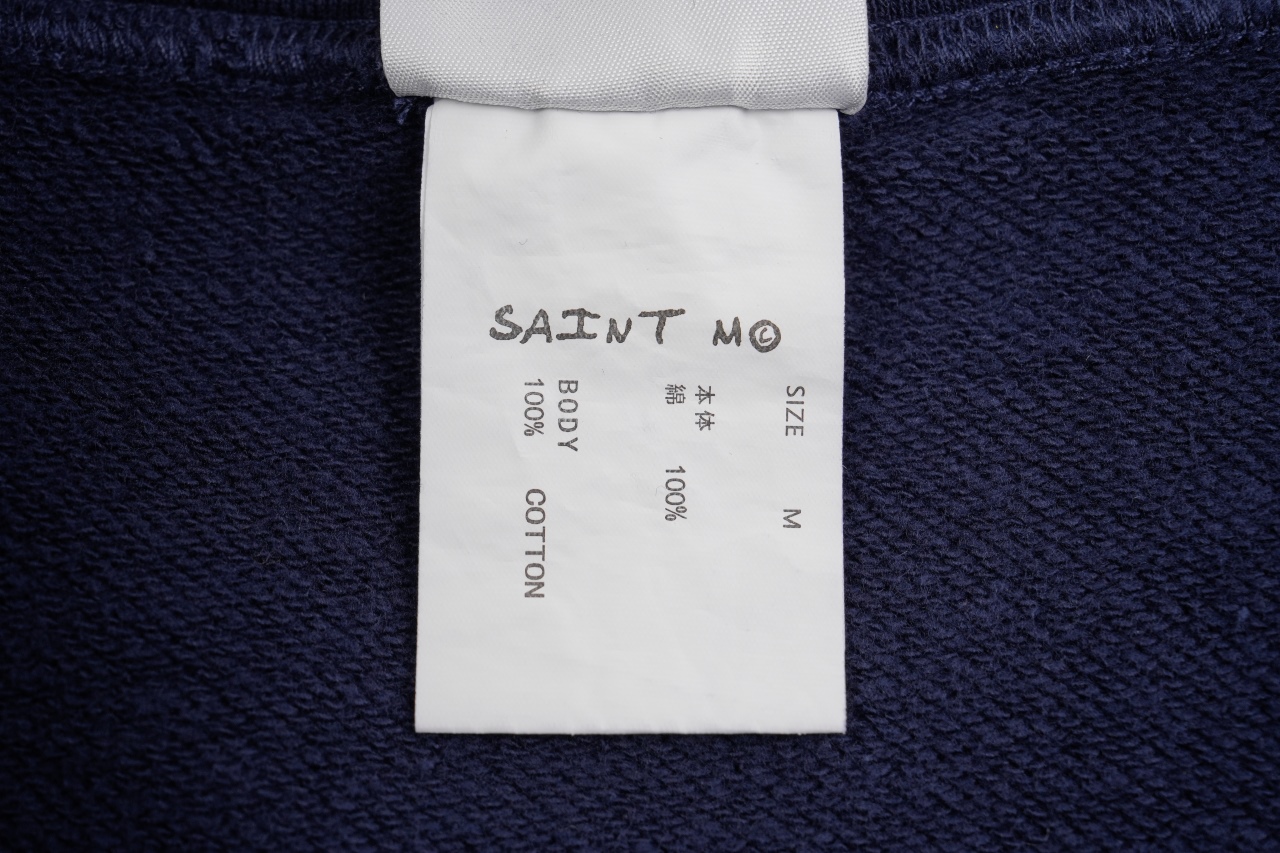 SAINT M©
SIZE M
本体
綿 100%
BODY
100% COTTON